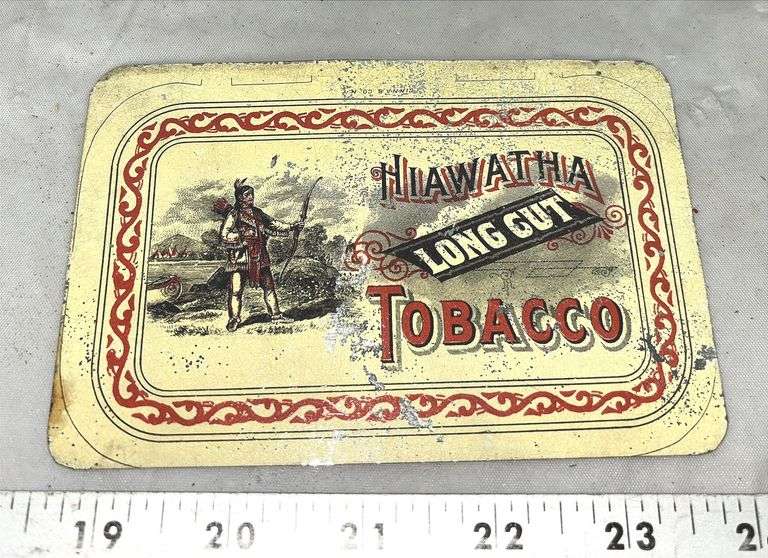 HIAWATHA
LONG CUT
TOBACCO
19 20 21 22 23